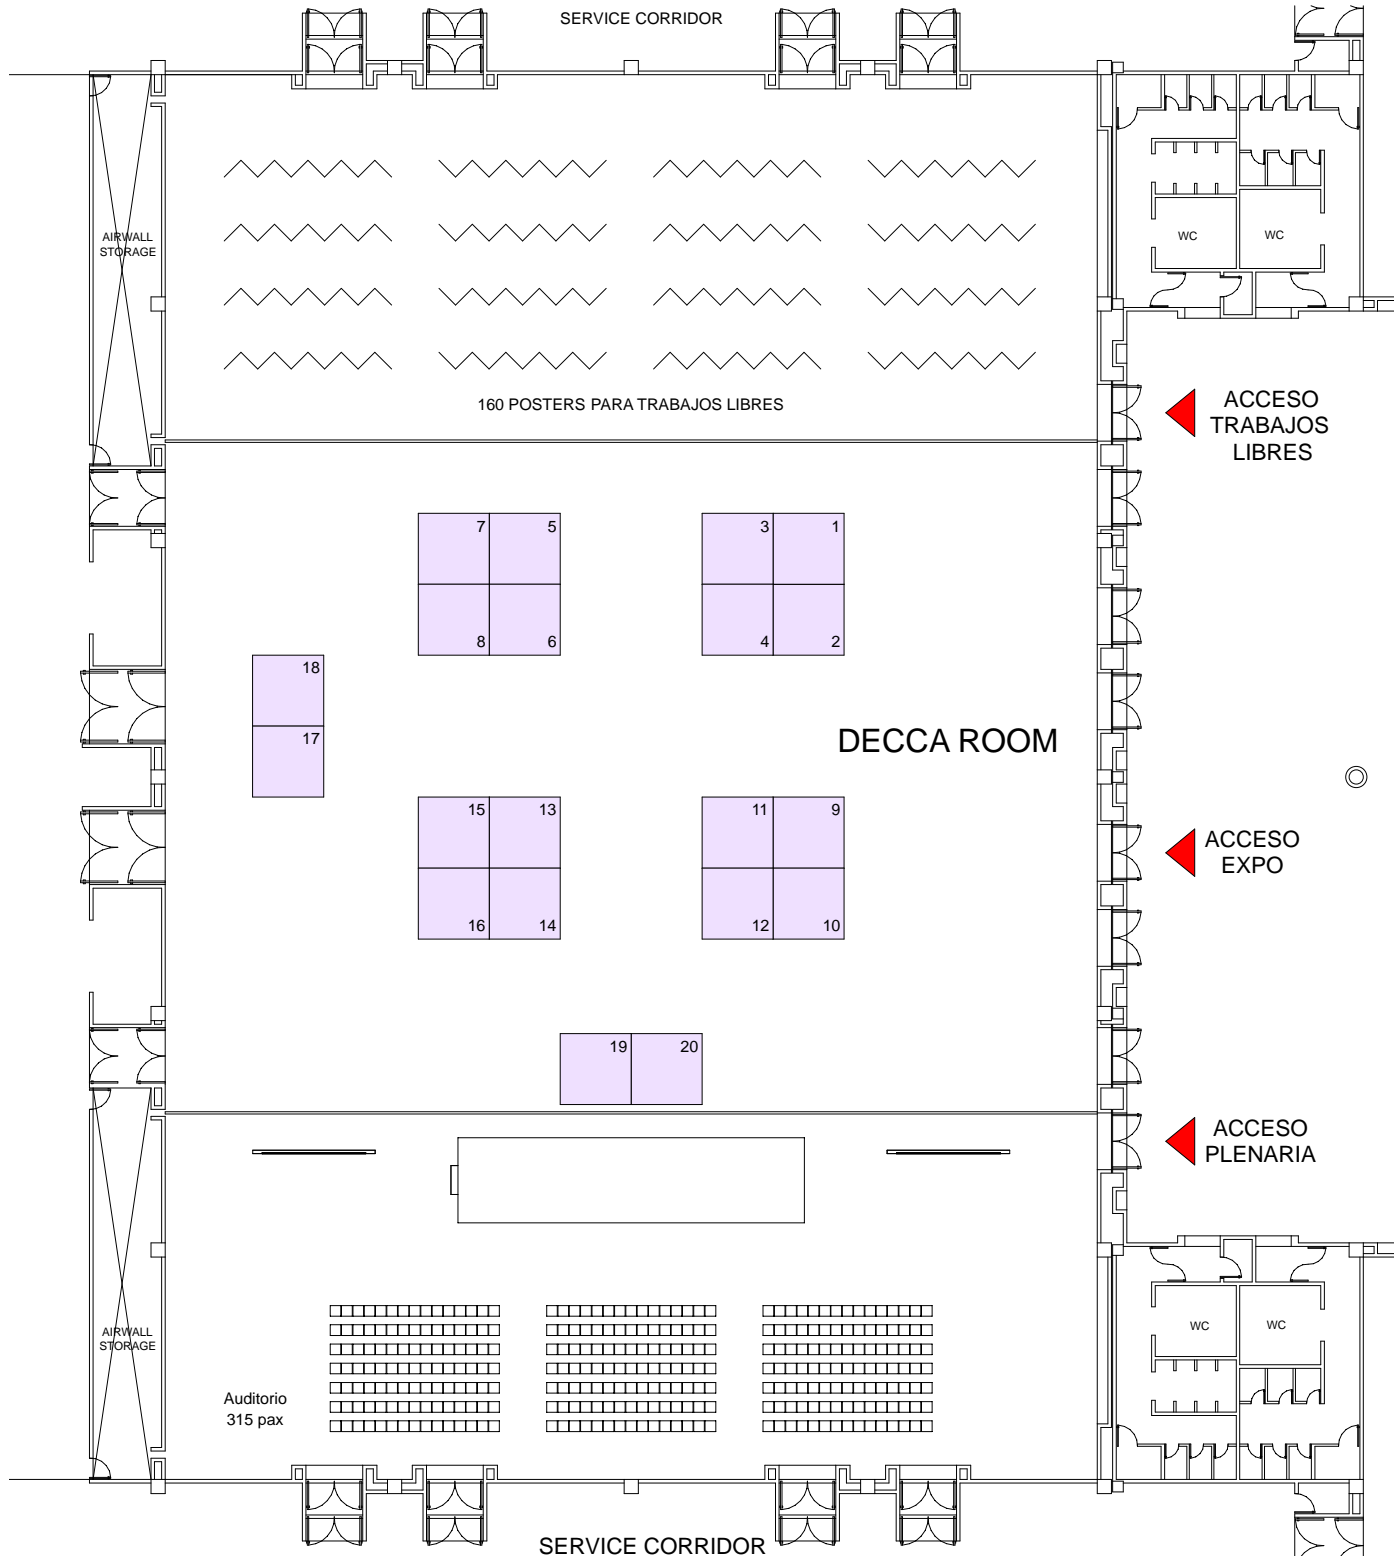 SERVICE CORRIDOR
AIRWALL
STORAGE
WC
WC
160 POSTERS PARA TRABAJOS LIBRES
ACCESO
TRABAJOS
LIBRES
7
5
3
1
8
6
4
2
18
17
DECCA ROOM
15
13
11
9
ACCESO
EXPO
16
14
12
10
19
20
ACCESO
PLENARIA
AIRWALL
STORAGE
WC
WC
Auditorio
315 pax
SERVICE CORRIDOR